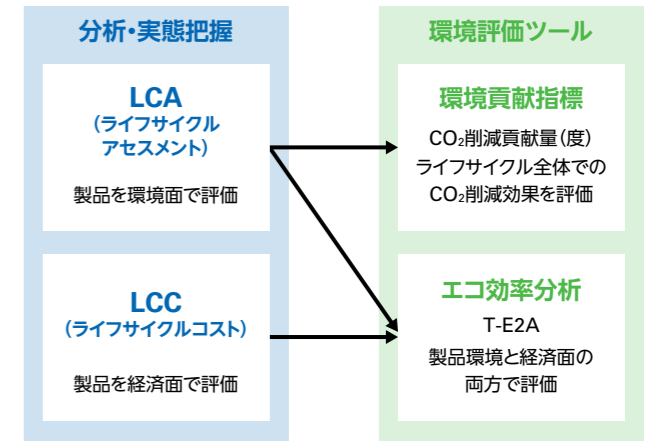 分析・実態把握
LCA
(ライフサイクル
アセスメント)
製品を環境面で評価
LCC
(ライフサイクルコスト)
製品を経済面で評価
環境評価ツール
環境貢献指標
CO₂削減貢献量(度)
ライフサイクル全体での
CO₂削減効果を評価
エコ効率分析
T-E2A
製品環境と経済面の
両方で評価